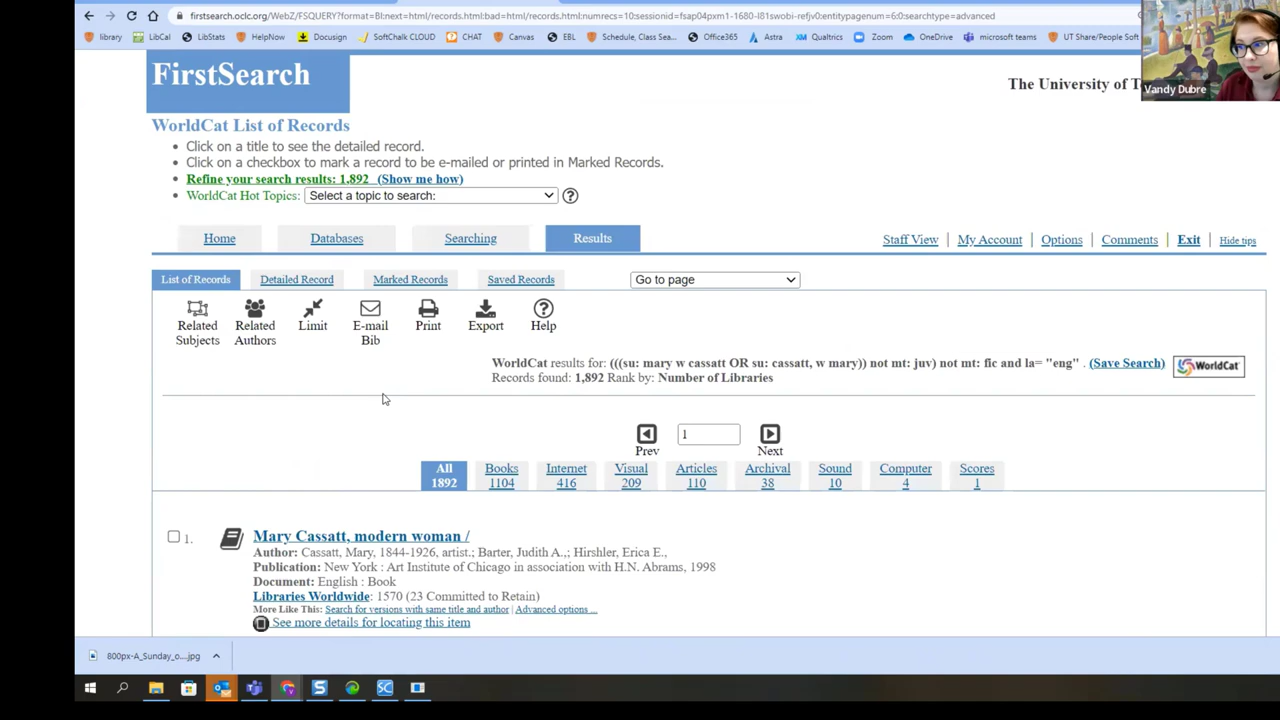 firstsearch.oclc.org/WebZ/FSQUERY?format=BI:next=html/records.html:bad=html/records.html:numrecs=10:sessionid=fsap04pxm1-1680-l81swobi-refjv0:entitypagenum=6:0:searchtype=advanced
library LibCal LibStats HelpNow Docusign SoftChalk CLOUD CHAT Canvas EBL Schedule, Class Sea... Office365 Astra Qualtrics Zoom OneDrive microsoft teams UT Share/People Soft
Vandy Dubre
FirstSearch
The University of T
WorldCat List of Records
• Click on a title to see the detailed record.
• Click on a checkbox to mark a record to be e-mailed or printed in Marked Records.
• Refine your search results: 1,892 (Show me how)
• WorldCat Hot Topics: Select a topic to search:
Home Databases Searching Results
Staff View My Account Options Comments Exit Hide tips
List of Records Detailed Record Marked Records Saved Records Go to page
Related Subjects
Related Authors
Limit
E-mail Bib
Print
Export
Help
WorldCat results for: (((su: mary w cassatt OR su: cassatt, w mary)) not mt: juv) not mt: fic and la= "eng" . (Save Search)
WorldCat
Records found: 1,892 Rank by: Number of Libraries
1
Prev Next
All Books Internet Visual Articles Archival Sound Computer Scores
1892 1104 416 209 110 38 10 4 1
1. Mary Cassatt, modern woman /
Author: Cassatt, Mary, 1844-1926, artist.; Barter, Judith A.,; Hirshler, Erica E.,
Publication: New York : Art Institute of Chicago in association with H.N. Abrams, 1998
Document: English : Book
Libraries Worldwide: 1570 (23 Committed to Retain)
More Like This: Search for versions with same title and author | Advanced options ...
See more details for locating this item
800px-A_Sunday_o....jpg